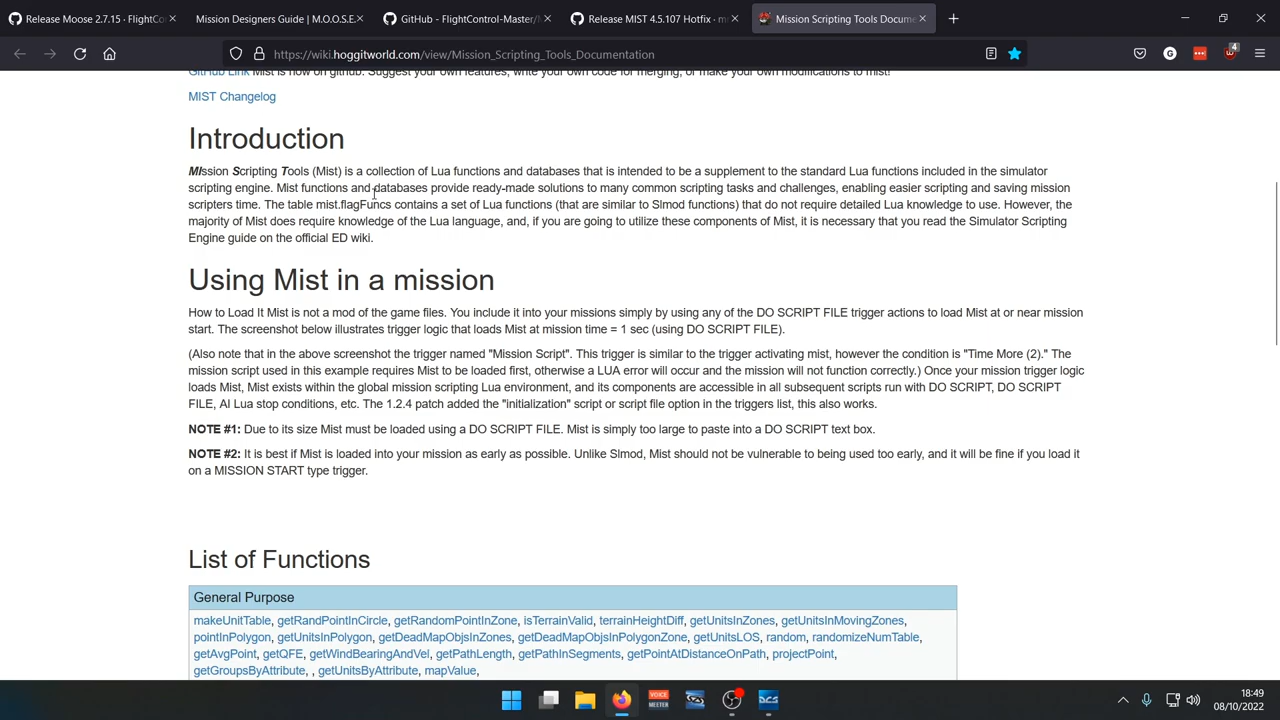 Release Moose 2.7.15 · FlightCo
Mission Designers Guide | M.O.O.S.E.
GitHub - FlightControl-Master/M
Release MIST 4.5.107 Hotfix · m
Mission Scripting Tools Docume
https://wiki.hoggitworld.com/view/Mission_Scripting_Tools_Documentation
G
4
GitHub Link Mist is now on github. Suggest your own features, write your own code for merging, or make your own modifications to mist!
MIST Changelog
Introduction
MIssion Scripting Tools (Mist) is a collection of Lua functions and databases that is intended to be a supplement to the standard Lua functions included in the simulator
scripting engine. Mist functions and databases provide ready-made solutions to many common scripting tasks and challenges, enabling easier scripting and saving mission
scripters time. The table mist.flagFuncs contains a set of Lua functions (that are similar to Slmod functions) that do not require detailed Lua knowledge to use. However, the
majority of Mist does require knowledge of the Lua language, and, if you are going to utilize these components of Mist, it is necessary that you read the Simulator Scripting
Engine guide on the official ED wiki.
Using Mist in a mission
How to Load It Mist is not a mod of the game files. You include it into your missions simply by using any of the DO SCRIPT FILE trigger actions to load Mist at or near mission
start. The screenshot below illustrates trigger logic that loads Mist at mission time = 1 sec (using DO SCRIPT FILE).
(Also note that in the above screenshot the trigger named "Mission Script". This trigger is similar to the trigger activating mist, however the condition is "Time More (2)." The
mission script used in this example requires Mist to be loaded first, otherwise a LUA error will occur and the mission will not function correctly.) Once your mission trigger logic
loads Mist, Mist exists within the global mission scripting Lua environment, and its components are accessible in all subsequent scripts run with DO SCRIPT, DO SCRIPT
FILE, AI Lua stop conditions, etc. The 1.2.4 patch added the "initialization" script or script file option in the triggers list, this also works.
NOTE #1: Due to its size Mist must be loaded using a DO SCRIPT FILE. Mist is simply too large to paste into a DO SCRIPT text box.
NOTE #2: It is best if Mist is loaded into your mission as early as possible. Unlike Slmod, Mist should not be vulnerable to being used too early, and it will be fine if you load it
on a MISSION START type trigger.
List of Functions
General Purpose
makeUnitTable, getRandPointInCircle, getRandomPointInZone, isTerrainValid, terrainHeightDiff, getUnitsInZones, getUnitsInMovingZones,
pointInPolygon, getUnitsInPolygon, getDeadMapObjsInZones, getDeadMapObjsInPolygonZone, getUnitsLOS, random, randomizeNumTable,
getAvgPoint, getQFE, getWindBearingAndVel, getPathLength, getPathInSegments, getPointAtDistanceOnPath, projectPoint,
getGroupsByAttribute, , getUnitsByAttribute, mapValue,
VOICE
MEETER
DCS
18:49
08/10/2022